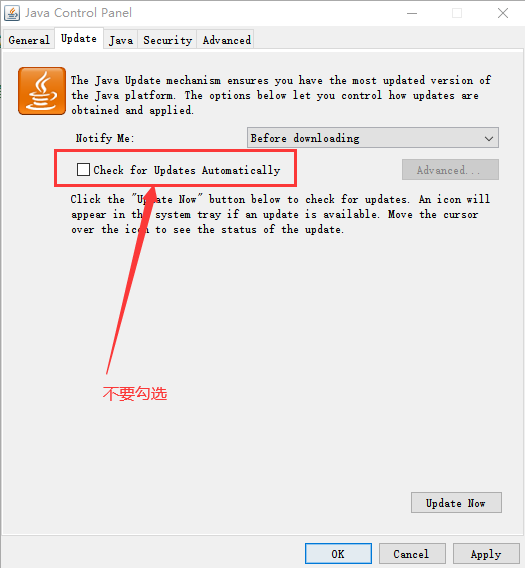 Java Control Panel
General Update Java Security Advanced
The Java Update mechanism ensures you have the most updated version of
the Java platform. The options below let you control how updates are
obtained and applied.
Notify Me: Before downloading
Check for Updates Automatically Advanced...
Click the "Update Now" button below to check for updates. An icon will
appear in the system tray if an update is available. Move the cursor
over the icon to see the status of the update.
不要勾选
Update Now
OK Cancel Apply